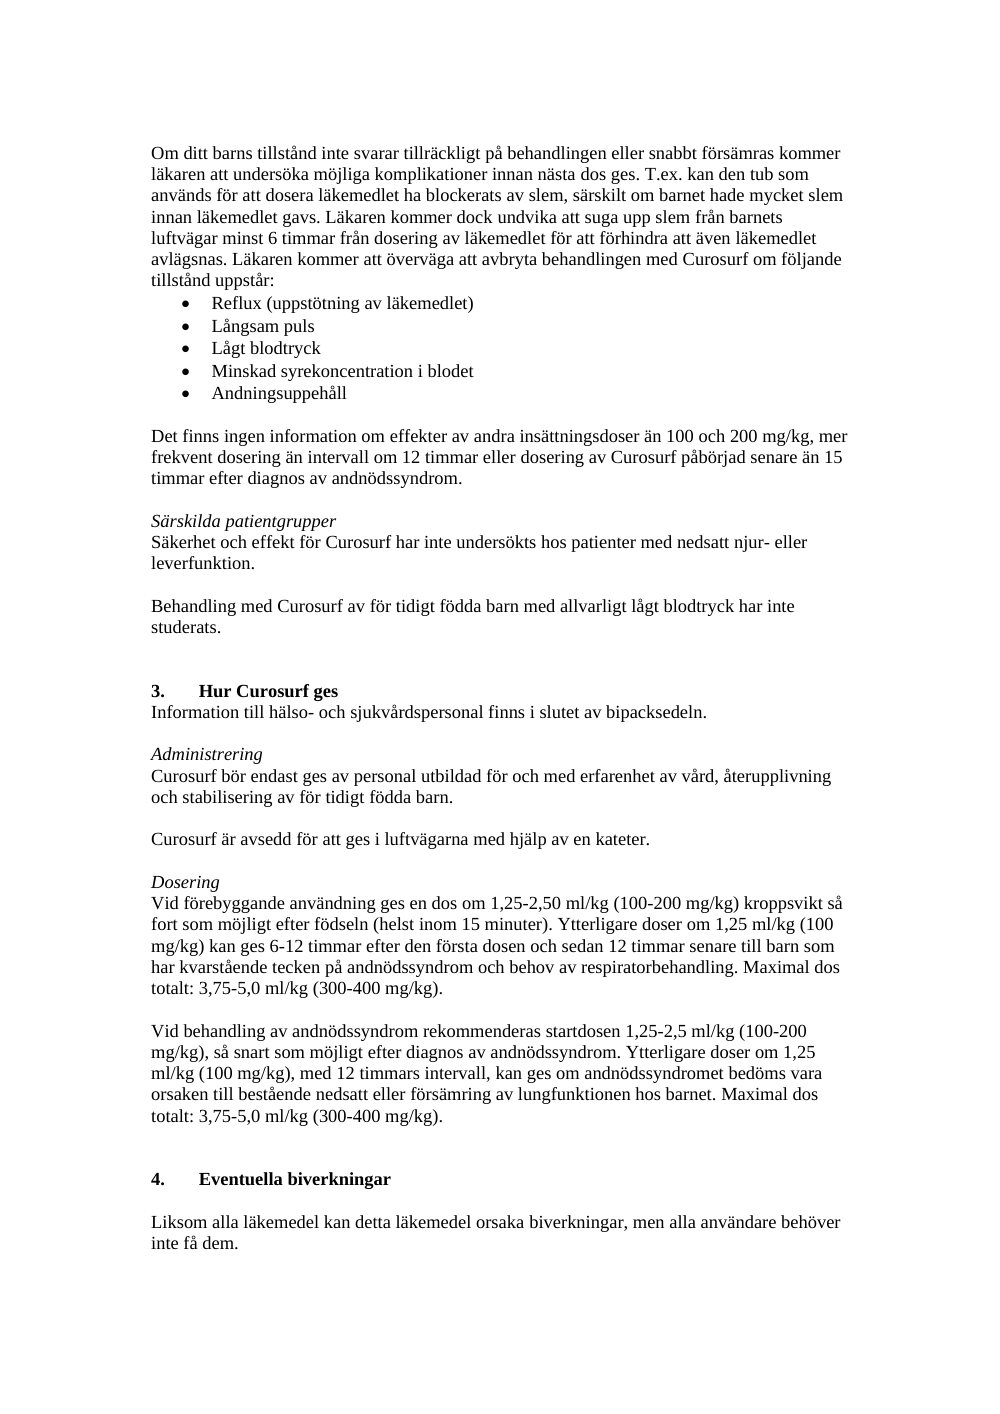 Om ditt barns tillstånd inte svarar tillräckligt på behandlingen eller snabbt försämras kommer
läkaren att undersöka möjliga komplikationer innan nästa dos ges. T.ex. kan den tub som
används för att dosera läkemedlet ha blockerats av slem, särskilt om barnet hade mycket slem
innan läkemedlet gavs. Läkaren kommer dock undvika att suga upp slem från barnets
luftvägar minst 6 timmar från dosering av läkemedlet för att förhindra att även läkemedlet
avlägsnas. Läkaren kommer att överväga att avbryta behandlingen med Curosurf om följande
tillstånd uppstår:
• Reflux (uppstötning av läkemedlet)
• Långsam puls
• Lågt blodtryck
• Minskad syrekoncentration i blodet
• Andningsuppehåll
Det finns ingen information om effekter av andra insättningsdoser än 100 och 200 mg/kg, mer
frekvent dosering än intervall om 12 timmar eller dosering av Curosurf påbörjad senare än 15
timmar efter diagnos av andnödssyndrom.
Särskilda patientgrupper
Säkerhet och effekt för Curosurf har inte undersökts hos patienter med nedsatt njur- eller
leverfunktion.
Behandling med Curosurf av för tidigt födda barn med allvarligt lågt blodtryck har inte
studerats.
3. Hur Curosurf ges
Information till hälso- och sjukvårdspersonal finns i slutet av bipacksedeln.
Administrering
Curosurf bör endast ges av personal utbildad för och med erfarenhet av vård, återupplivning
och stabilisering av för tidigt födda barn.
Curosurf är avsedd för att ges i luftvägarna med hjälp av en kateter.
Dosering
Vid förebyggande användning ges en dos om 1,25-2,50 ml/kg (100-200 mg/kg) kroppsvikt så
fort som möjligt efter födseln (helst inom 15 minuter). Ytterligare doser om 1,25 ml/kg (100
mg/kg) kan ges 6-12 timmar efter den första dosen och sedan 12 timmar senare till barn som
har kvarstående tecken på andnödssyndrom och behov av respiratorbehandling. Maximal dos
totalt: 3,75-5,0 ml/kg (300-400 mg/kg).
Vid behandling av andnödssyndrom rekommenderas startdosen 1,25-2,5 ml/kg (100-200
mg/kg), så snart som möjligt efter diagnos av andnödssyndrom. Ytterligare doser om 1,25
ml/kg (100 mg/kg), med 12 timmars intervall, kan ges om andnödssyndromet bedöms vara
orsaken till bestående nedsatt eller försämring av lungfunktionen hos barnet. Maximal dos
totalt: 3,75-5,0 ml/kg (300-400 mg/kg).
4. Eventuella biverkningar
Liksom alla läkemedel kan detta läkemedel orsaka biverkningar, men alla användare behöver
inte få dem.